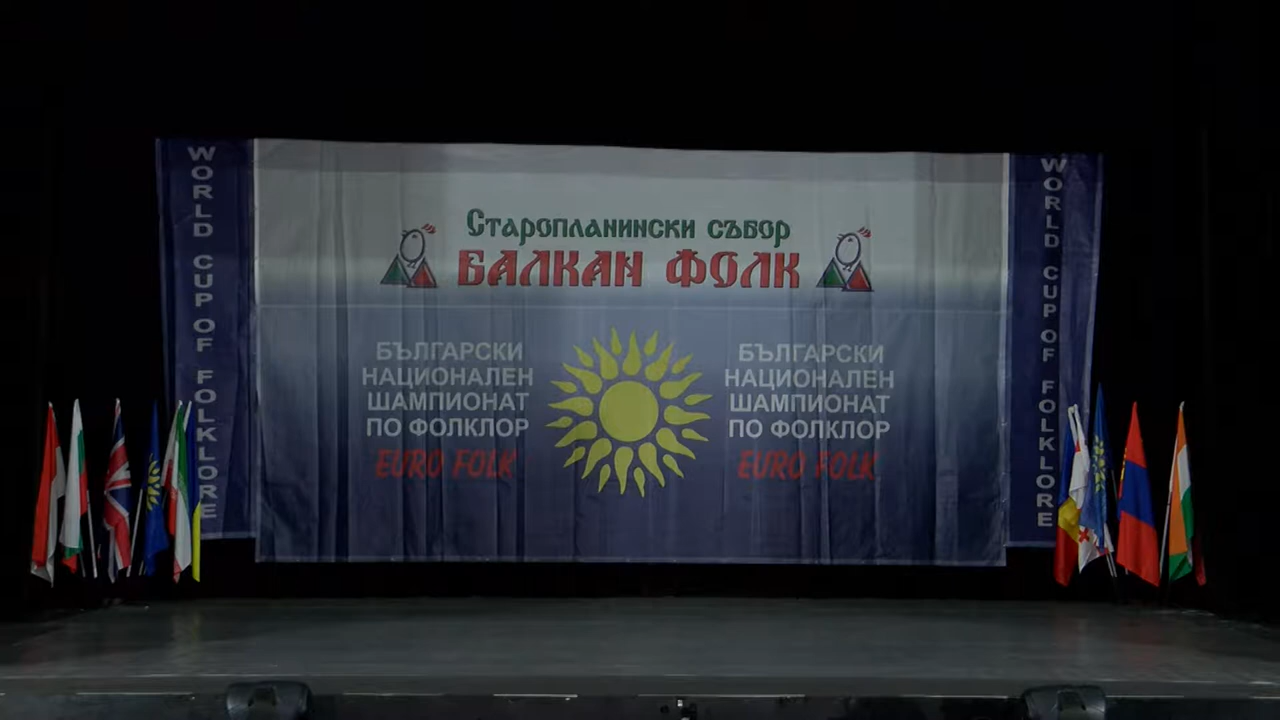 WORLD CUP OF FOLKLORE
Старопланински събор
БАЛКАН ФОЛК
БЪЛГАРСКИ
НАЦИОНАЛЕН
ШАМПИОНАТ
ПО ФОЛКЛОР
EURO FOLK
БЪЛГАРСКИ
НАЦИОНАЛЕН
ШАМПИОНАТ
ПО ФОЛКЛОР
EURO FOLK
WORLD CUP OF FOLKLORE